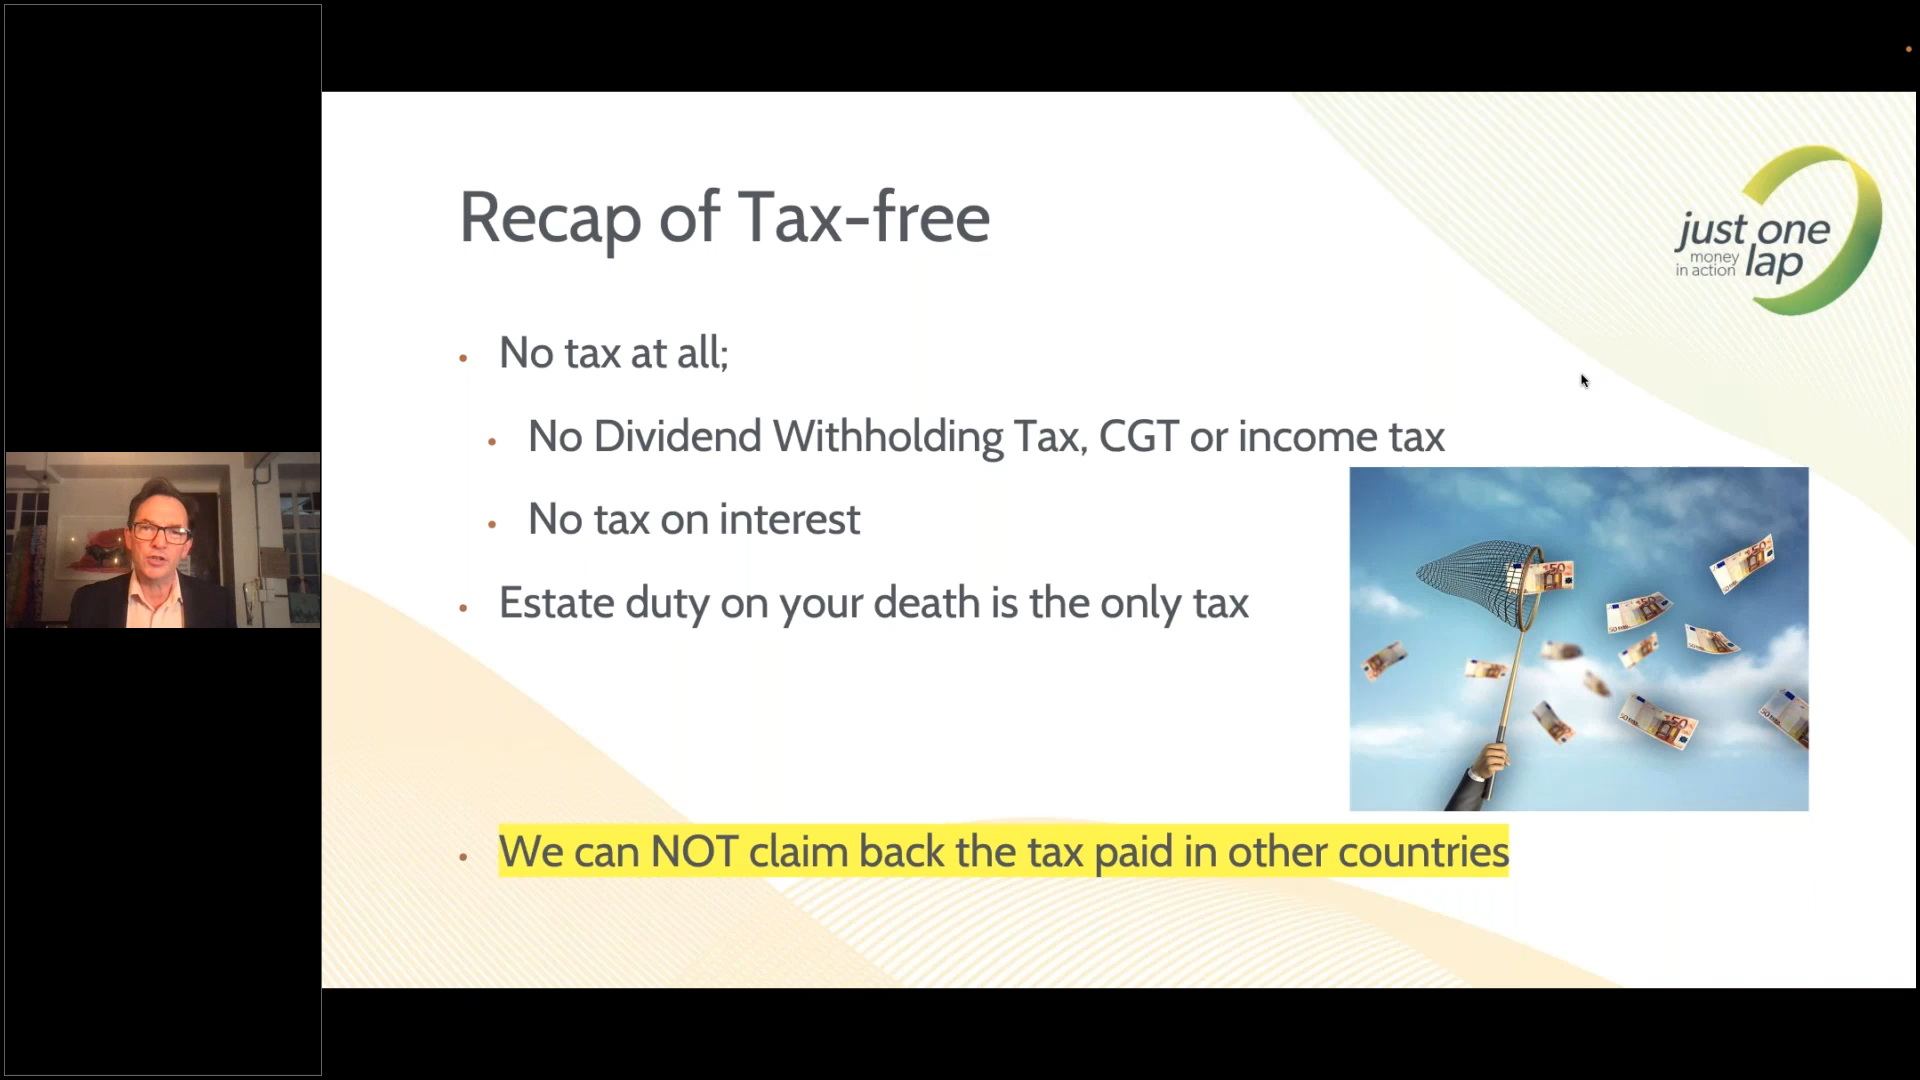 Recap of Tax-free
just one
money
in action
lap
No tax at all;
No Dividend Withholding Tax, CGT or income tax
No tax on interest
Estate duty on your death is the only tax
We can NOT claim back the tax paid in other countries